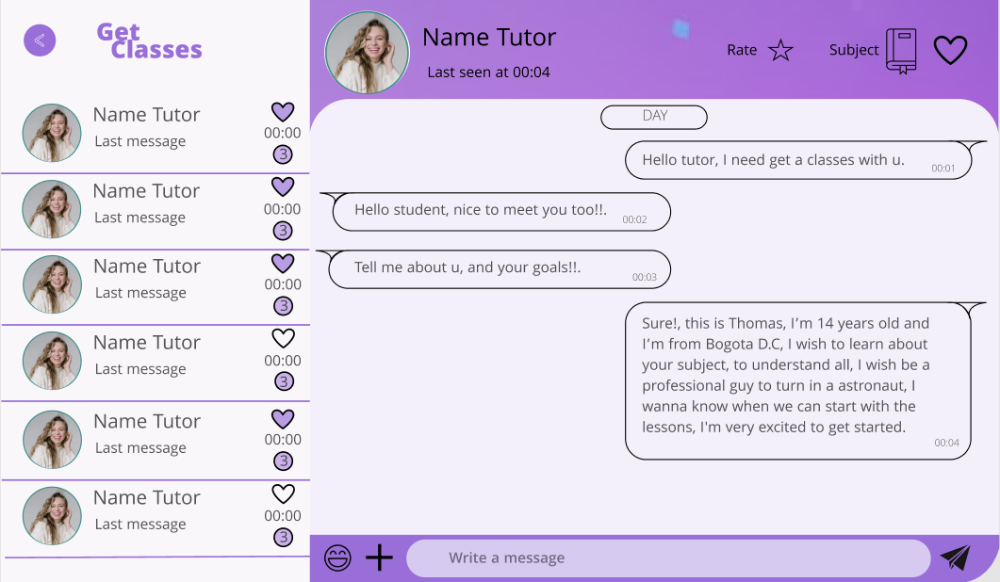 Get
Classes
Name Tutor
Last message
00:00
3
Name Tutor
Last message
00:00
3
Name Tutor
Last message
00:00
3
Name Tutor
Last message
00:00
3
Name Tutor
Last message
00:00
3
Name Tutor
Last message
00:00
3
Name Tutor
Last seen at 00:04
Rate
Subject
DAY
Hello tutor, I need get a classes with u.
00:01
Hello student, nice to meet you too!!.
00:02
Tell me about u, and your goals!!.
00:03
Sure!, this is Thomas, I’m 14 years old and
I’m from Bogota D.C, I wish to learn about
your subject, to understand all, I wish be a
professional guy to turn in a astronaut, I
wanna know when we can start with the
lessons, I'm very excited to get started.
00:04
Write a message